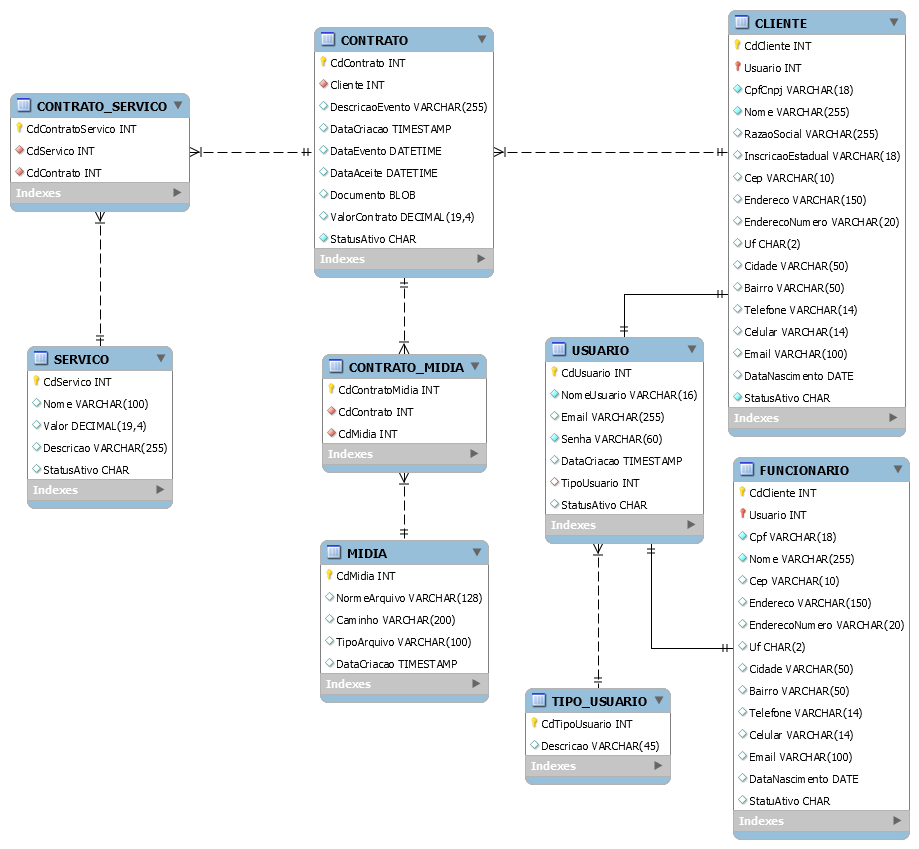 CONTRATO_SERVICO
CdContratoServico INT
CdServico INT
CdContrato INT
Indexes
SERVICO
CdServico INT
Nome VARCHAR(100)
Valor DECIMAL(19,4)
Descricao VARCHAR(255)
StatusAtivo CHAR
Indexes
CONTRATO
CdContrato INT
Cliente INT
DescricaoEvento VARCHAR(255)
DataCriacao TIMESTAMP
DataEvento DATETIME
DataAceite DATETIME
Documento BLOB
ValorContrato DECIMAL(19,4)
StatusAtivo CHAR
Indexes
CONTRATO_MIDIA
CdContratoMidia INT
CdContrato INT
CdMidia INT
Indexes
MIDIA
CdMidia INT
NormeArquivo VARCHAR(128)
Caminho VARCHAR(200)
TipoArquivo VARCHAR(100)
DataCriacao TIMESTAMP
Indexes
USUARIO
CdUsuario INT
NomeUsuario VARCHAR(16)
Email VARCHAR(255)
Senha VARCHAR(60)
DataCriacao TIMESTAMP
TipoUsuario INT
StatusAtivo CHAR
Indexes
TIPO_USUARIO
CdTipoUsuario INT
Descricao VARCHAR(45)
Indexes
CLIENTE
CdCliente INT
Usuario INT
CpfCnpj VARCHAR(18)
Nome VARCHAR(255)
RazaoSocial VARCHAR(255)
InscricaoEstadual VARCHAR(18)
Cep VARCHAR(10)
Endereco VARCHAR(150)
EnderecoNumero VARCHAR(20)
Uf CHAR(2)
Cidade VARCHAR(50)
Bairro VARCHAR(50)
Telefone VARCHAR(14)
Celular VARCHAR(14)
Email VARCHAR(100)
DataNascimento DATE
StatusAtivo CHAR
Indexes
FUNCIONARIO
CdCliente INT
Usuario INT
Cpf VARCHAR(18)
Nome VARCHAR(255)
Cep VARCHAR(10)
Endereco VARCHAR(150)
EnderecoNumero VARCHAR(20)
Uf CHAR(2)
Cidade VARCHAR(50)
Bairro VARCHAR(50)
Telefone VARCHAR(14)
Celular VARCHAR(14)
Email VARCHAR(100)
DataNascimento DATE
StatuAtivo CHAR
Indexes